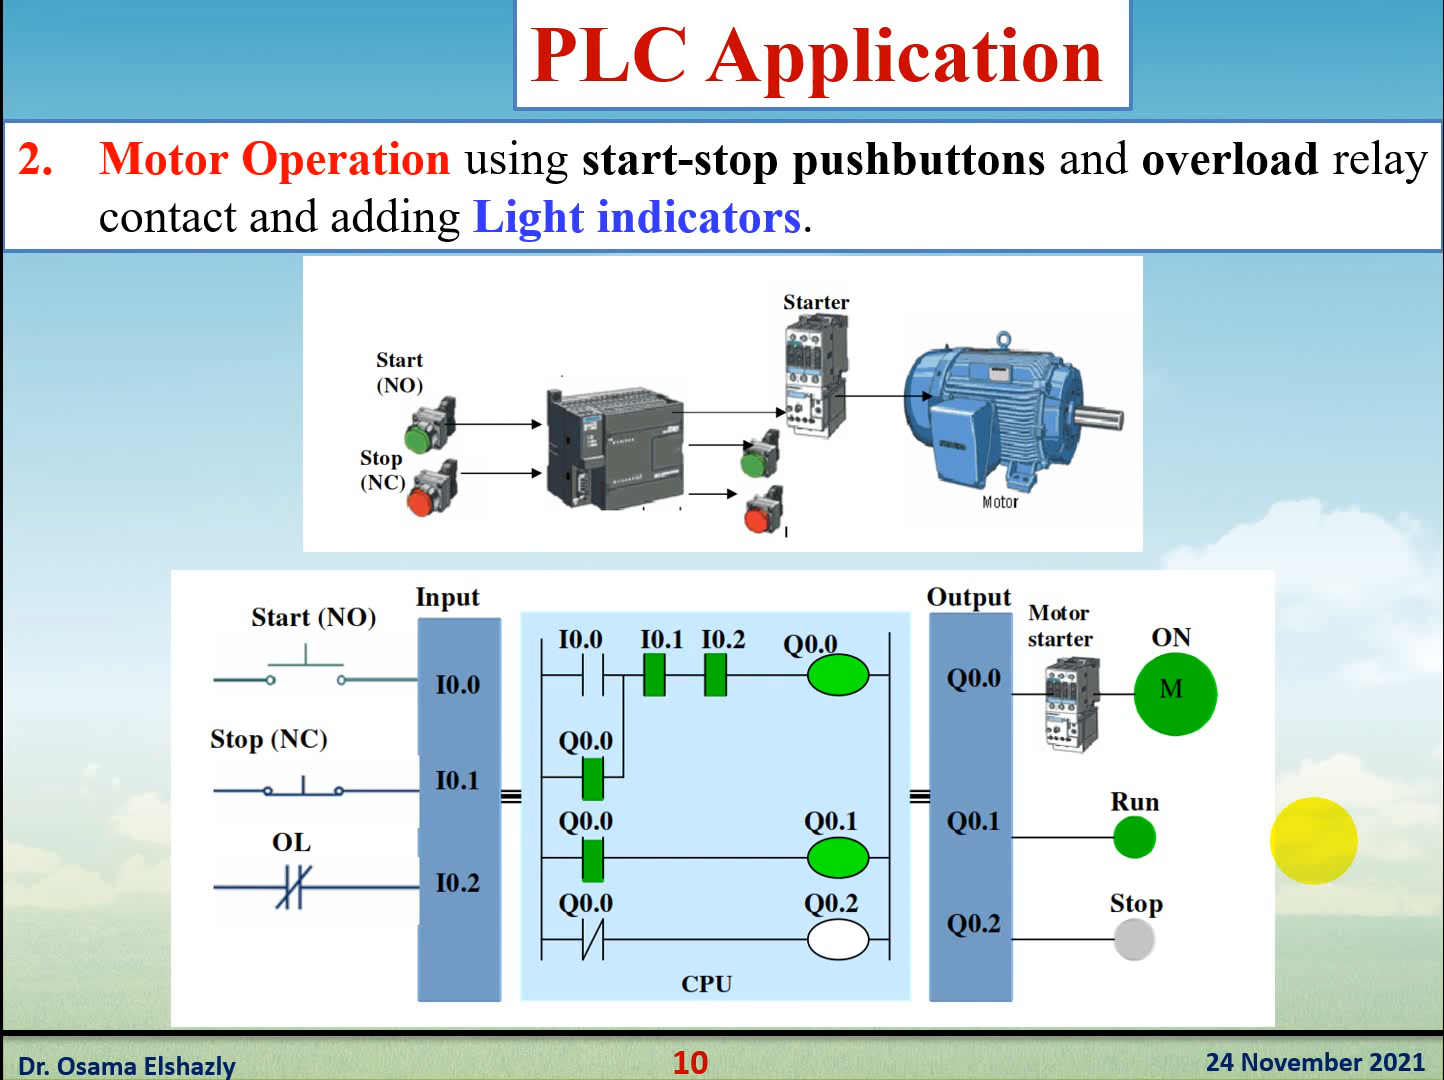 PLC Application
2. Motor Operation using start-stop pushbuttons and overload relay
contact and adding Light indicators.
Starter
Start
(NO)
Stop
(NC)
Motor
Input
Output
Start (NO)
Motor
starter
ON
I0.0
I0.1
I0.2
Q0.0
I0.0
Q0.0
M
Stop (NC)
Q0.0
I0.1
Q0.0
Q0.1
Q0.1
Run
OL
I0.2
Q0.0
Q0.2
Q0.2
Stop
CPU
Dr. Osama Elshazly
10
24 November 2021